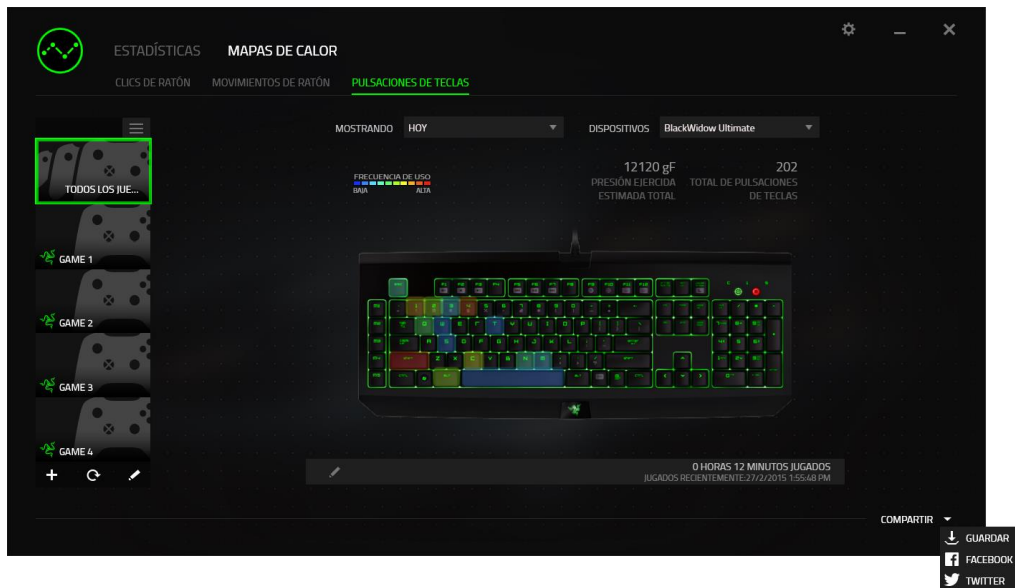 ESTADÍSTICAS MAPAS DE CALOR
CLICS DE RATÓN MOVIMIENTOS DE RATÓN PULSACIONES DE TECLAS
MOSTRANDO HOY DISPOSITIVOS BlackWidow Ultimate
FRECUENCIA DE USO
BAJA ALTA
12120 gF
PRESIÓN EJERCIDA
ESTIMADA TOTAL
202
TOTAL DE PULSACIONES
DE TECLAS
TODOS LOS JUE...
GAME 1
GAME 2
GAME 3
GAME 4
0 HORAS 12 MINUTOS JUGADOS
JUGADOS RECIENTEMENTE:27/2/2015 1:55:48 PM
COMPARTIR
GUARDAR
FACEBOOK
TWITTER